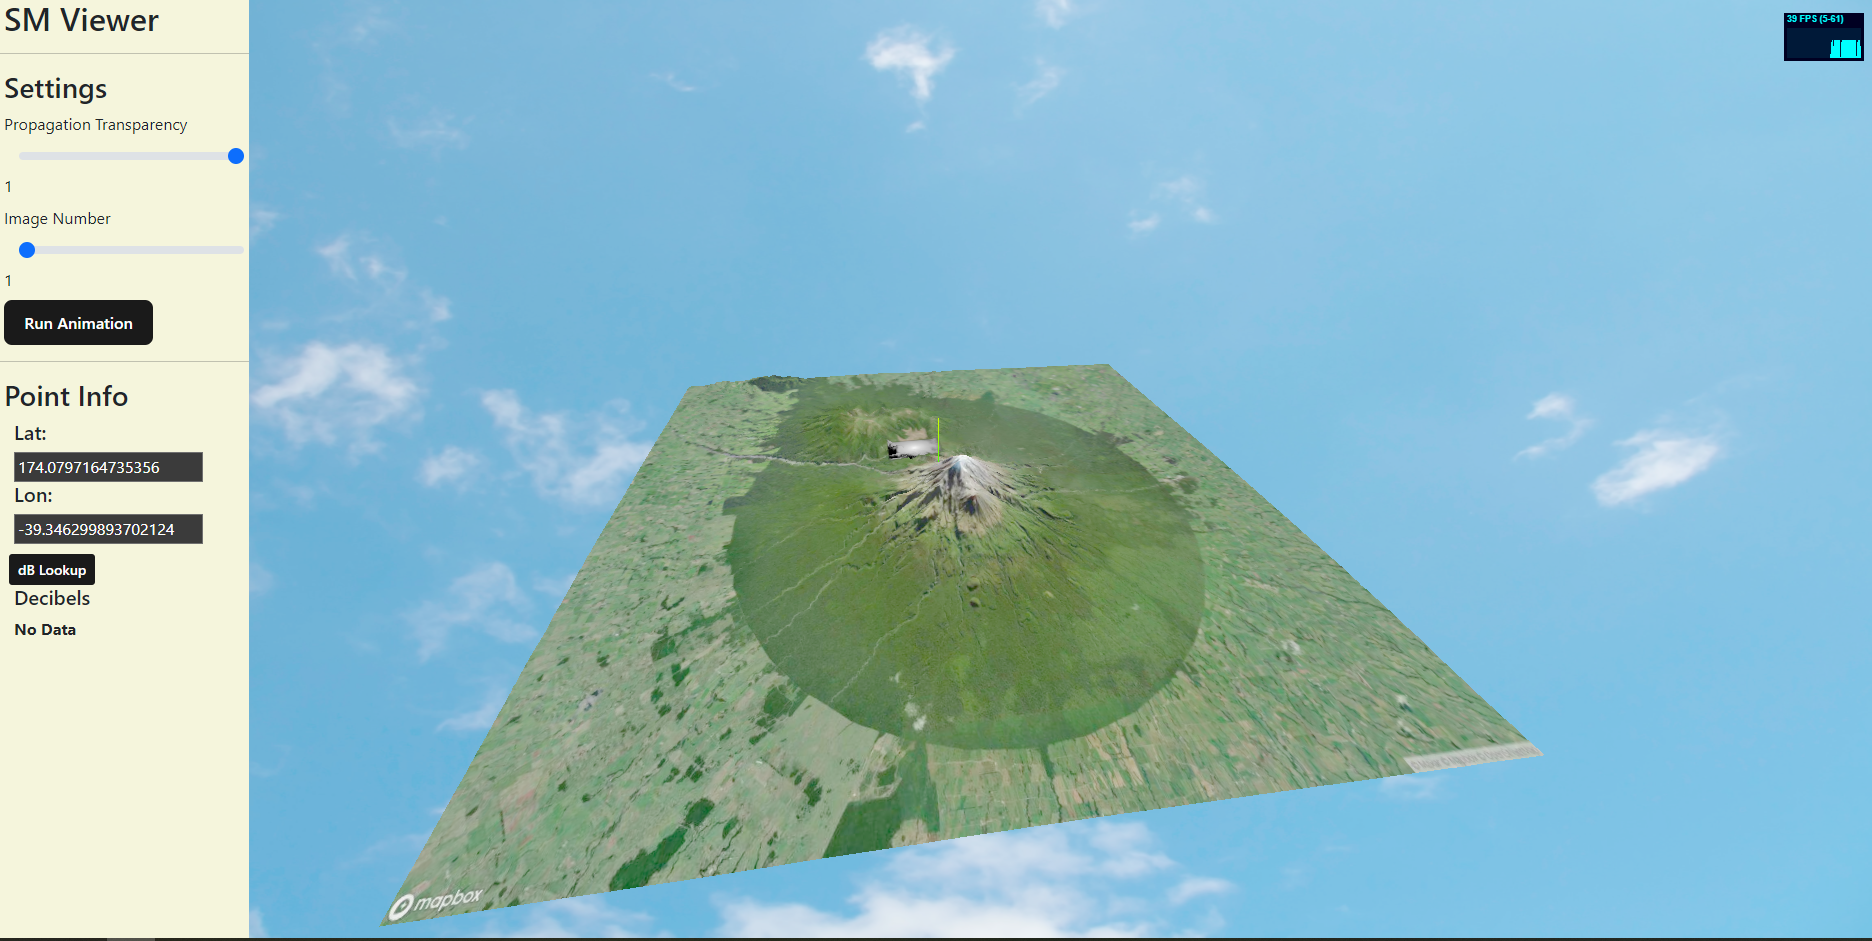 SM Viewer
39 FPS (5-61)
Settings
Propagation Transparency
1
Image Number
1
Run Animation
Point Info
Lat:
174.0797164735356
Lon:
-39.346299893702124
dB Lookup
Decibels
No Data
mapbox